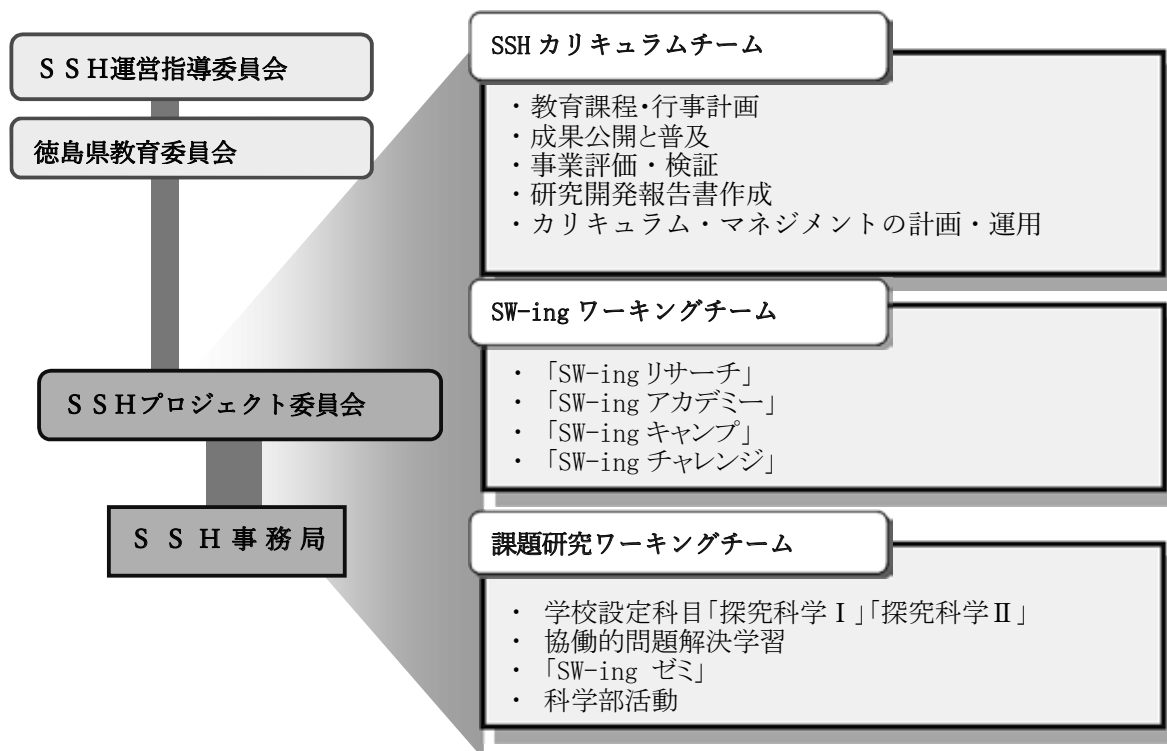 ＳＳＨ運営指導委員会
徳島県教育委員会
ＳＳＨプロジェクト委員会
ＳＳＨ事務局
SSH カリキュラムチーム
・教育課程・行事計画
・成果公開と普及
・事業評価・検証
・研究開発報告書作成
・カリキュラム・マネジメントの計画・運用
SW-ing ワーキングチーム
・「SW-ing リサーチ」
・「SW-ing アカデミー」
・「SW-ing キャンプ」
・「SW-ing チャレンジ」
課題研究ワーキングチーム
・ 学校設定科目「探究科学Ⅰ」「探究科学Ⅱ」
・ 協働的問題解決学習
・「SW-ing ゼミ」
・ 科学部活動